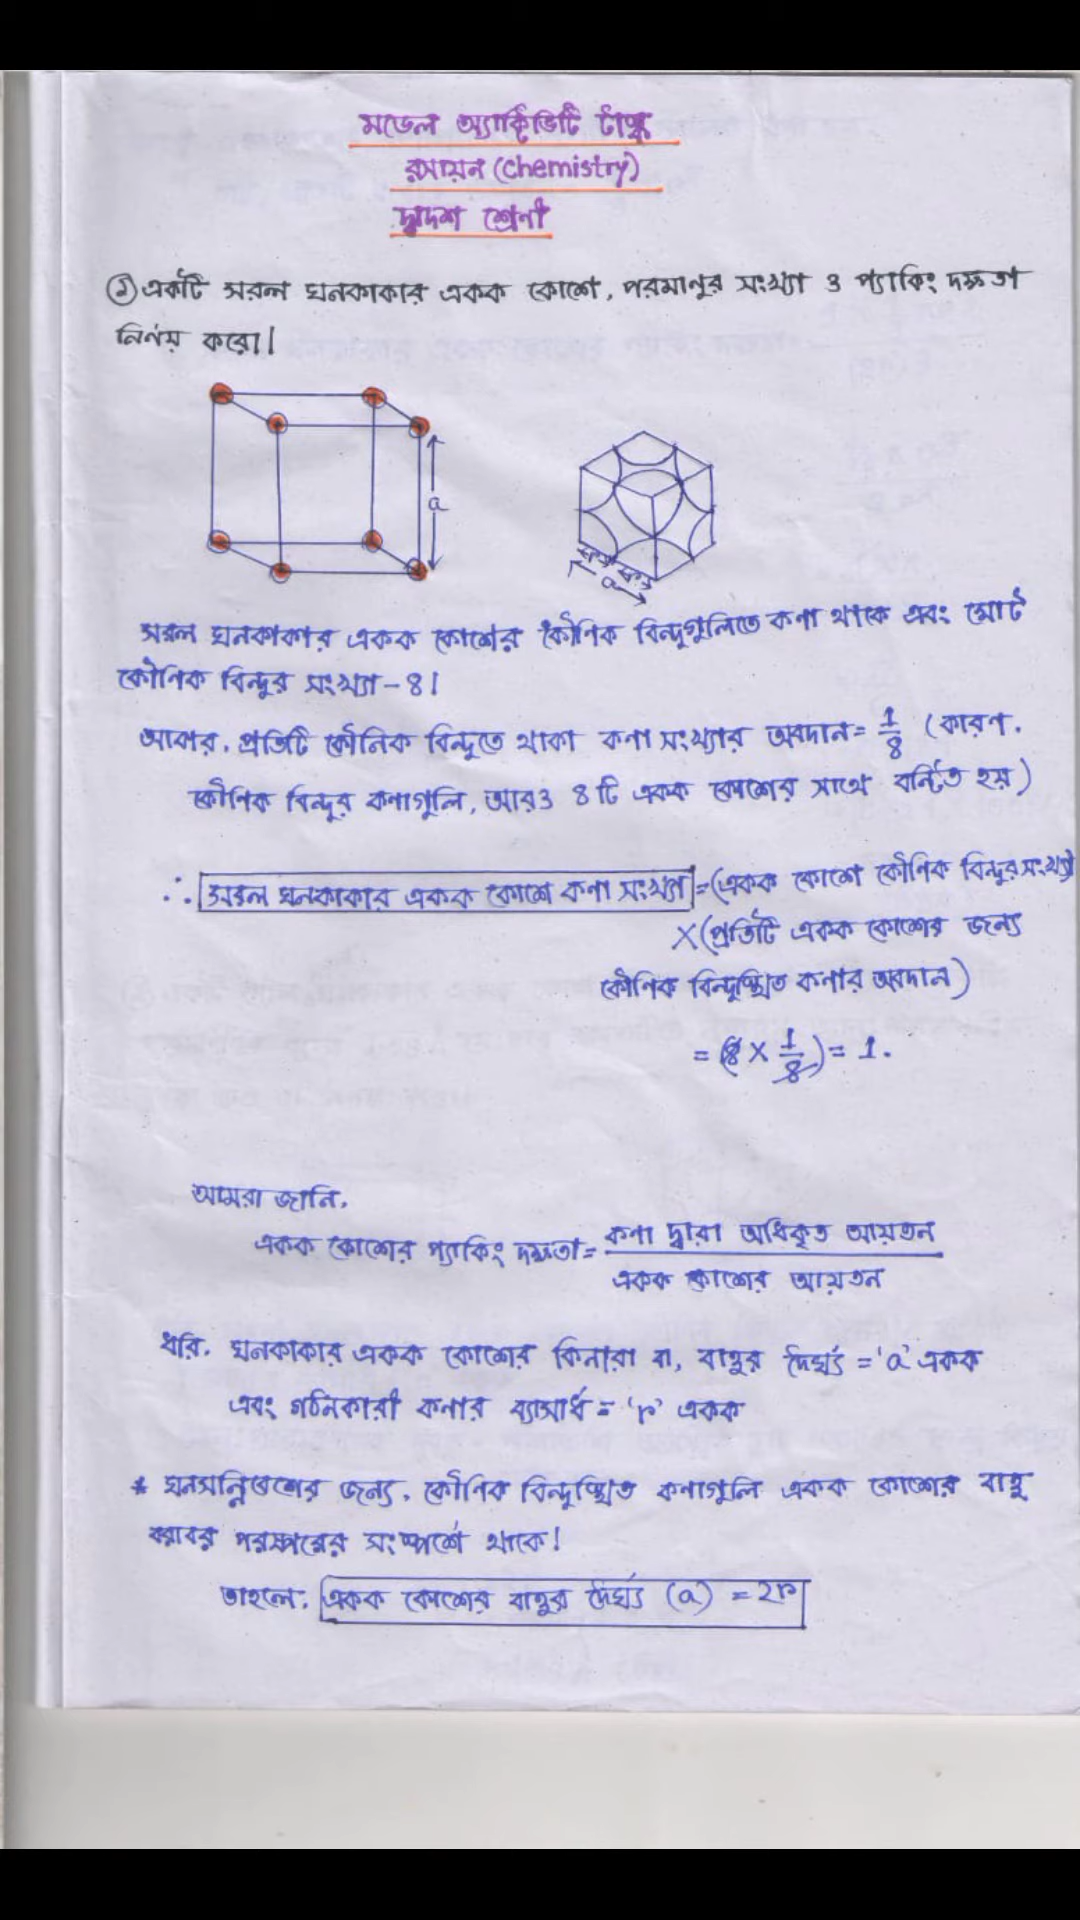 মডেল অ্যাক্টিভিটি টাস্ক
রসায়ন (Chemistry)
দ্বাদশ শ্রেণী
① একটি সরল ঘনকাকার একক কোশে, পরমানুর সংখ্যা ও প্যাকিং দক্ষতা
নির্ণয় করো।
a
a
সরল ঘনকাকার একক কোশের কৌণিক বিন্দুগুলিতে কণা থাকে এবং মোট
কৌণিক বিন্দুর সংখ্যা - 8।
আবার, প্রতিটি কৌনিক বিন্দুতে থাকা কণা সংখ্যার অবদান = 1/8 (কারণ,
কৌণিক বিন্দুর কণাগুলি, আরও 8 টি একক কোশের সাথে বন্টিত হয়)
∴ সরল ঘনকাকার একক কোশে কণা সংখ্যা = (একক কোশে কৌণিক বিন্দুর সংখ্যা)
X (প্রতিটি একক কোশের জন্য
কৌণিক বিন্দুস্থিত কণার অবদান)
= (8 X 1/8) = 1.
আমরা জানি,
একক কোশের প্যাকিং দক্ষতা = কণা দ্বারা অধিকৃত আয়তন
একক কোশের আয়তন
ধরি, ঘনকাকার একক কোশের কিনারা বা, বাহুর দৈর্ঘ্য = 'a' একক
এবং গঠনকারী কণার ব্যাসার্ধ = 'r' একক
* ঘনসন্নিবেশের জন্য, কৌণিক বিন্দুস্থিত কণাগুলি একক কোশের বাহু
বরাবর পরস্পরের সংস্পর্শে থাকে।
তাহলে, একক কোশের বাহুর দৈর্ঘ্য (a) = 2r